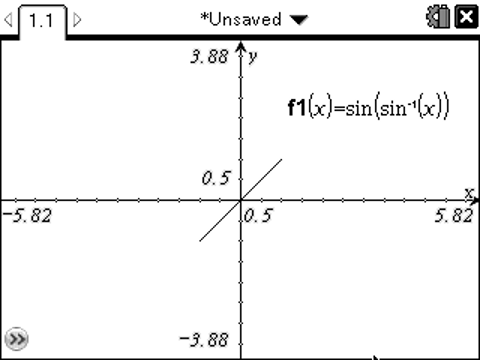 1.1 *Unsaved
3.88 y
f1(x)=sin(sin⁻¹(x))
0.5
x
-5.82 0.5 5.82
-3.88